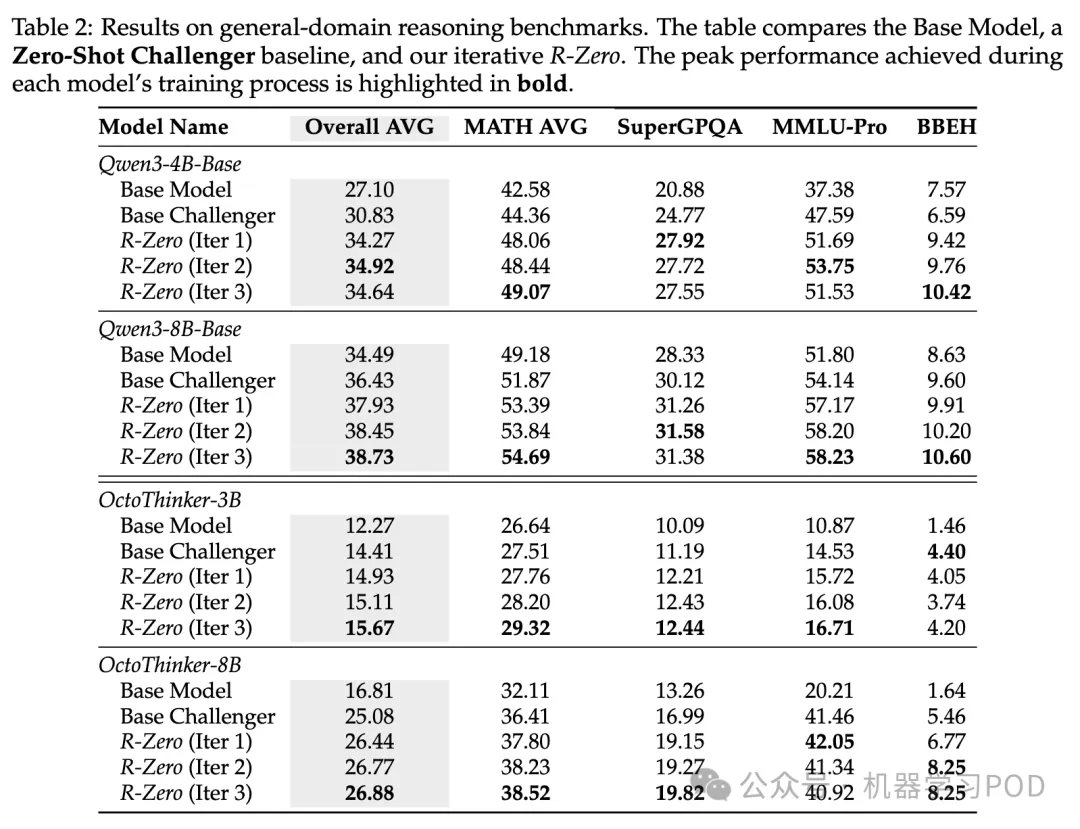 Table 2: Results on general-domain reasoning benchmarks. The table compares the Base Model, a
Zero-Shot Challenger baseline, and our iterative R-Zero. The peak performance achieved during
each model's training process is highlighted in bold.
Model Name Overall AVG MATH AVG SuperGPQA MMLU-Pro BBEH
Qwen3-4B-Base
Base Model 27.10 42.58 20.88 37.38 7.57
Base Challenger 30.83 44.36 24.77 47.59 6.59
R-Zero (Iter 1) 34.27 48.06 27.92 51.69 9.42
R-Zero (Iter 2) 34.92 48.44 27.72 53.75 9.76
R-Zero (Iter 3) 34.64 49.07 27.55 51.53 10.42
Qwen3-8B-Base
Base Model 34.49 49.18 28.33 51.80 8.63
Base Challenger 36.43 51.87 30.12 54.14 9.60
R-Zero (Iter 1) 37.93 53.39 31.26 57.17 9.91
R-Zero (Iter 2) 38.45 53.84 31.58 58.20 10.20
R-Zero (Iter 3) 38.73 54.69 31.38 58.23 10.60
OctoThinker-3B
Base Model 12.27 26.64 10.09 10.87 1.46
Base Challenger 14.41 27.51 11.19 14.53 4.40
R-Zero (Iter 1) 14.93 27.76 12.21 15.72 4.05
R-Zero (Iter 2) 15.11 28.20 12.43 16.08 3.74
R-Zero (Iter 3) 15.67 29.32 12.44 16.71 4.20
OctoThinker-8B
Base Model 16.81 32.11 13.26 20.21 1.64
Base Challenger 25.08 36.41 16.99 41.46 5.46
R-Zero (Iter 1) 26.44 37.80 19.15 42.05 6.77
R-Zero (Iter 2) 26.77 38.23 19.27 41.34 8.25
R-Zero (Iter 3) 26.88 38.52 19.82 40.92 8.25
公众号 · 机器学习POD